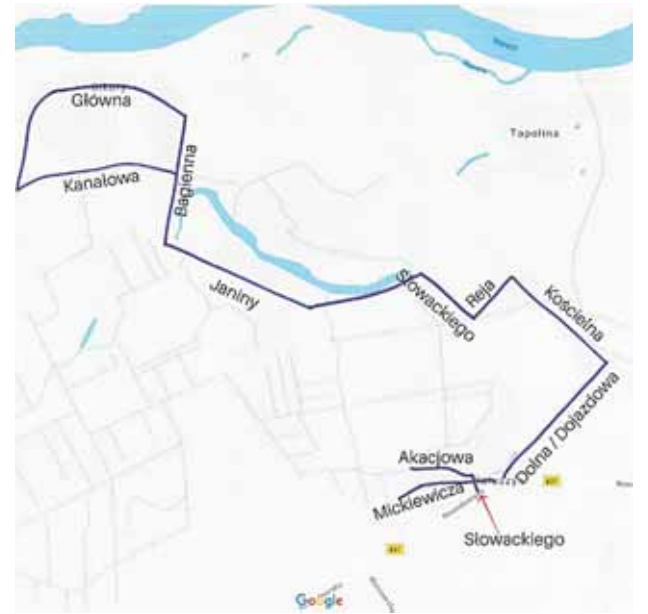 Główna
Kanałowa
Bagienna
Janiny
Słowackiego
Reja
Kościelna
Tapolina
Dolna / Dojazdowa
Akacjowa
Mickiewicza
Słowackiego
Google